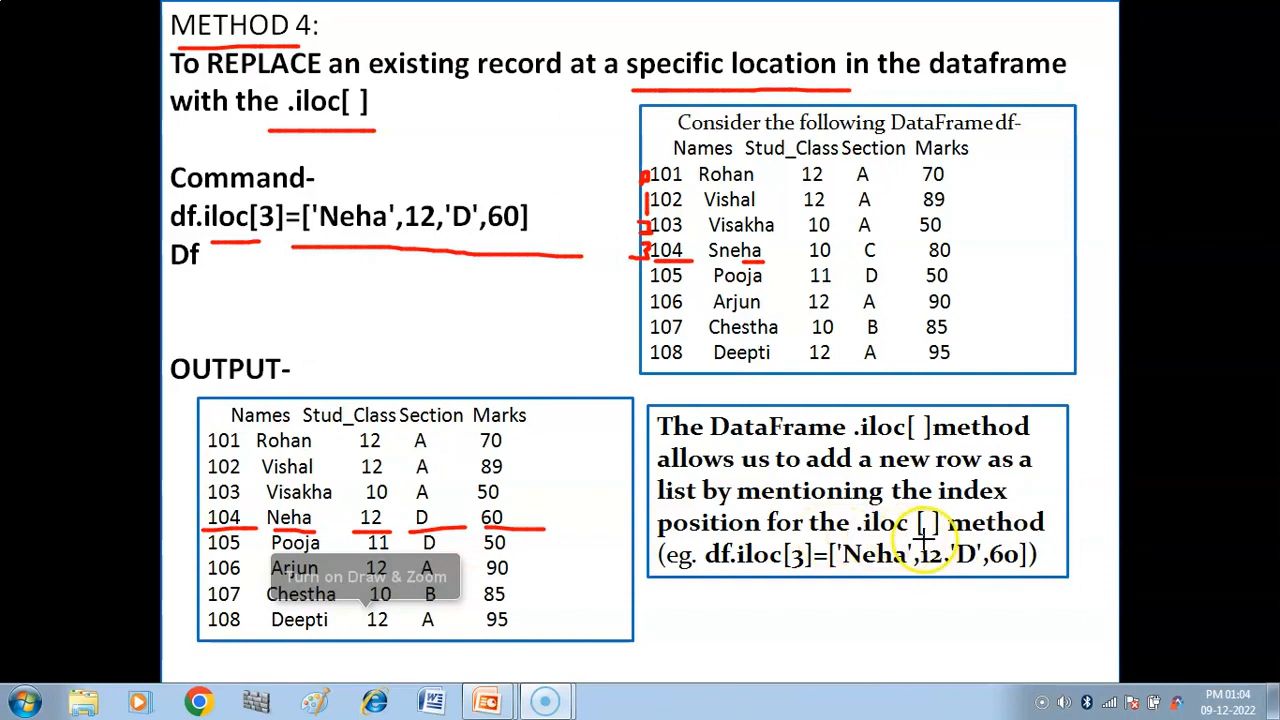 METHOD 4:
To REPLACE an existing record at a specific location in the dataframe
with the .iloc[ ]
Command-
df.iloc[3]=['Neha',12,'D',60]
Df
Consider the following DataFrame df-
Names Stud_Class Section Marks
101 Rohan 12 A 70
102 Vishal 12 A 89
103 Visakha 10 A 50
104 Sneha 10 C 80
105 Pooja 11 D 50
106 Arjun 12 A 90
107 Chestha 10 B 85
108 Deepti 12 A 95
OUTPUT-
Names Stud_Class Section Marks
101 Rohan 12 A 70
102 Vishal 12 A 89
103 Visakha 10 A 50
104 Neha 12 D 60
105 Pooja 11 D 50
106 Arjun 12 A 90
Turn on Draw & Zoom
107 Chestha 10 B 85
108 Deepti 12 A 95
The DataFrame .iloc[ ]method
allows us to add a new row as a
list by mentioning the index
position for the .iloc [ ] method
(eg. df.iloc[3]=['Neha',12,'D',60])
PM 01:04
09-12-2022